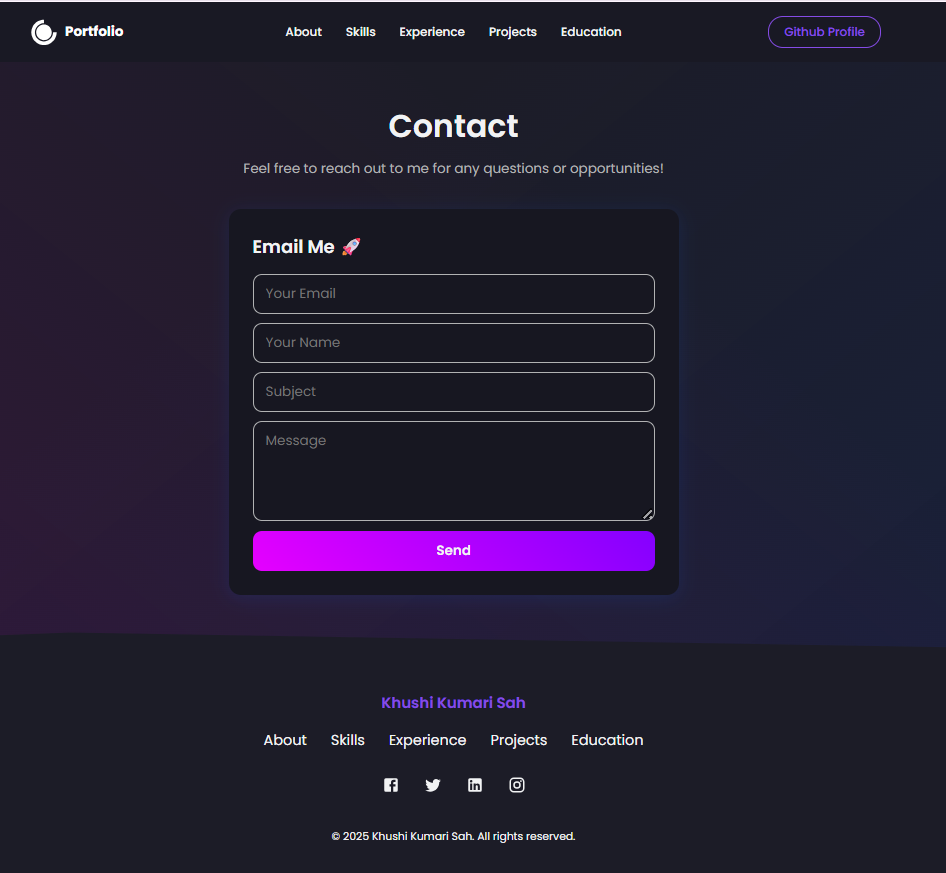 Portfolio About Skills Experience Projects Education Github Profile
Contact
Feel free to reach out to me for any questions or opportunities!
Email Me 🚀
Your Email
Your Name
Subject
Message
Send
Khushi Kumari Sah
About Skills Experience Projects Education
© 2025 Khushi Kumari Sah. All rights reserved.